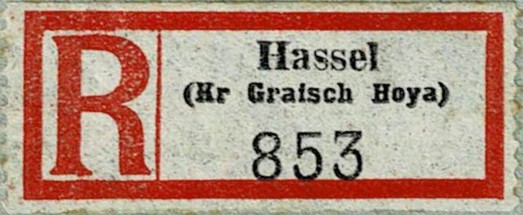 R
Hassel
(Kr Grafsch Hoya)
853